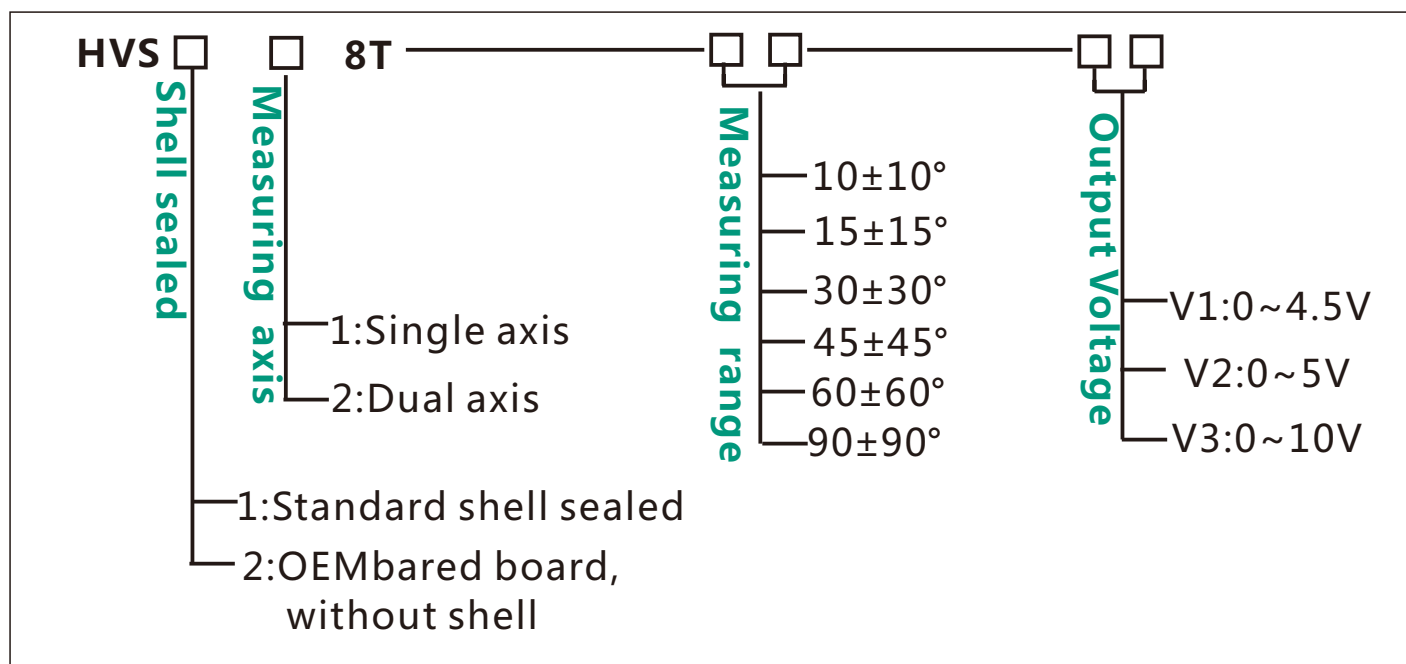 HVS□ □ 8T □□ □□
Shell sealed
Measuring axis
Measuring range
Output Voltage
10±10°
15±15°
30±30°
45±45°
60±60°
90±90°
V1:0~4.5V
V2:0~5V
V3:0~10V
1:Single axis
2:Dual axis
1:Standard shell sealed
2:OEMbared board,
without shell